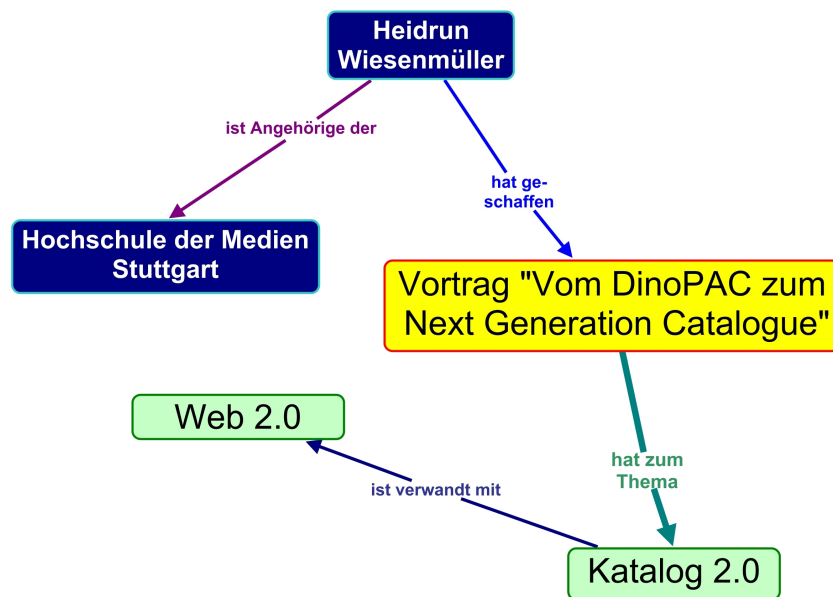 Heidrun
Wiesenmüller
ist Angehörige der
hat ge-
schaffen
Hochschule der Medien
Stuttgart
Vortrag "Vom DinoPAC zum
Next Generation Catalogue"
Web 2.0
hat zum
Thema
ist verwandt mit
Katalog 2.0